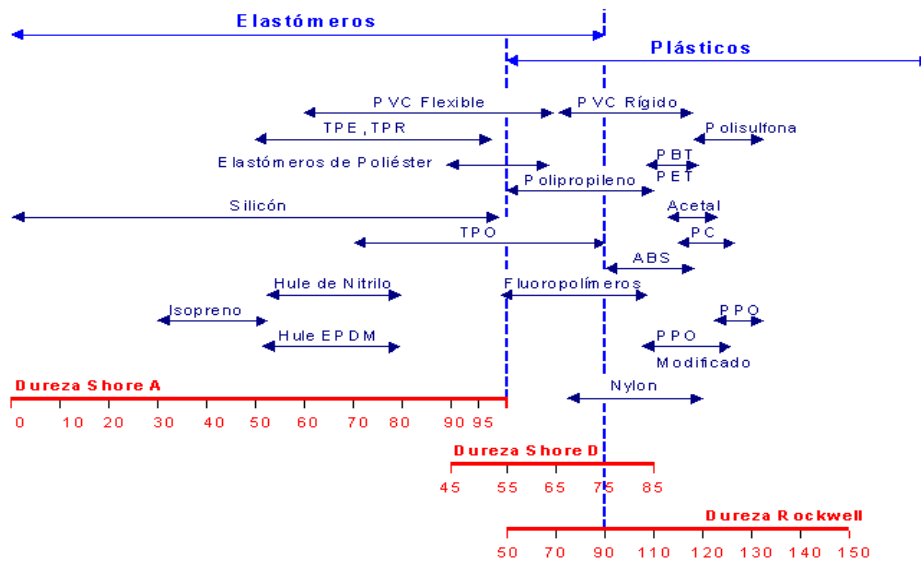 Elastómeros
Plásticos
PVC Flexible
PVC Rígido
TPE, TPR
Polisulfona
Elastómeros de Poliéster
PBT
Polipropileno
PET
Silicón
Acetal
TPO
PC
ABS
Hule de Nitrilo
Fluoropolímeros
Isopreno
PPO
Hule EPDM
PPO
Modificado
Dureza Shore A
Nylon
0 10 20 30 40 50 60 70 80 90 95
Dureza Shore D
45 55 65 75 85
Dureza Rockwell
50 70 90 110 120 130 140 150